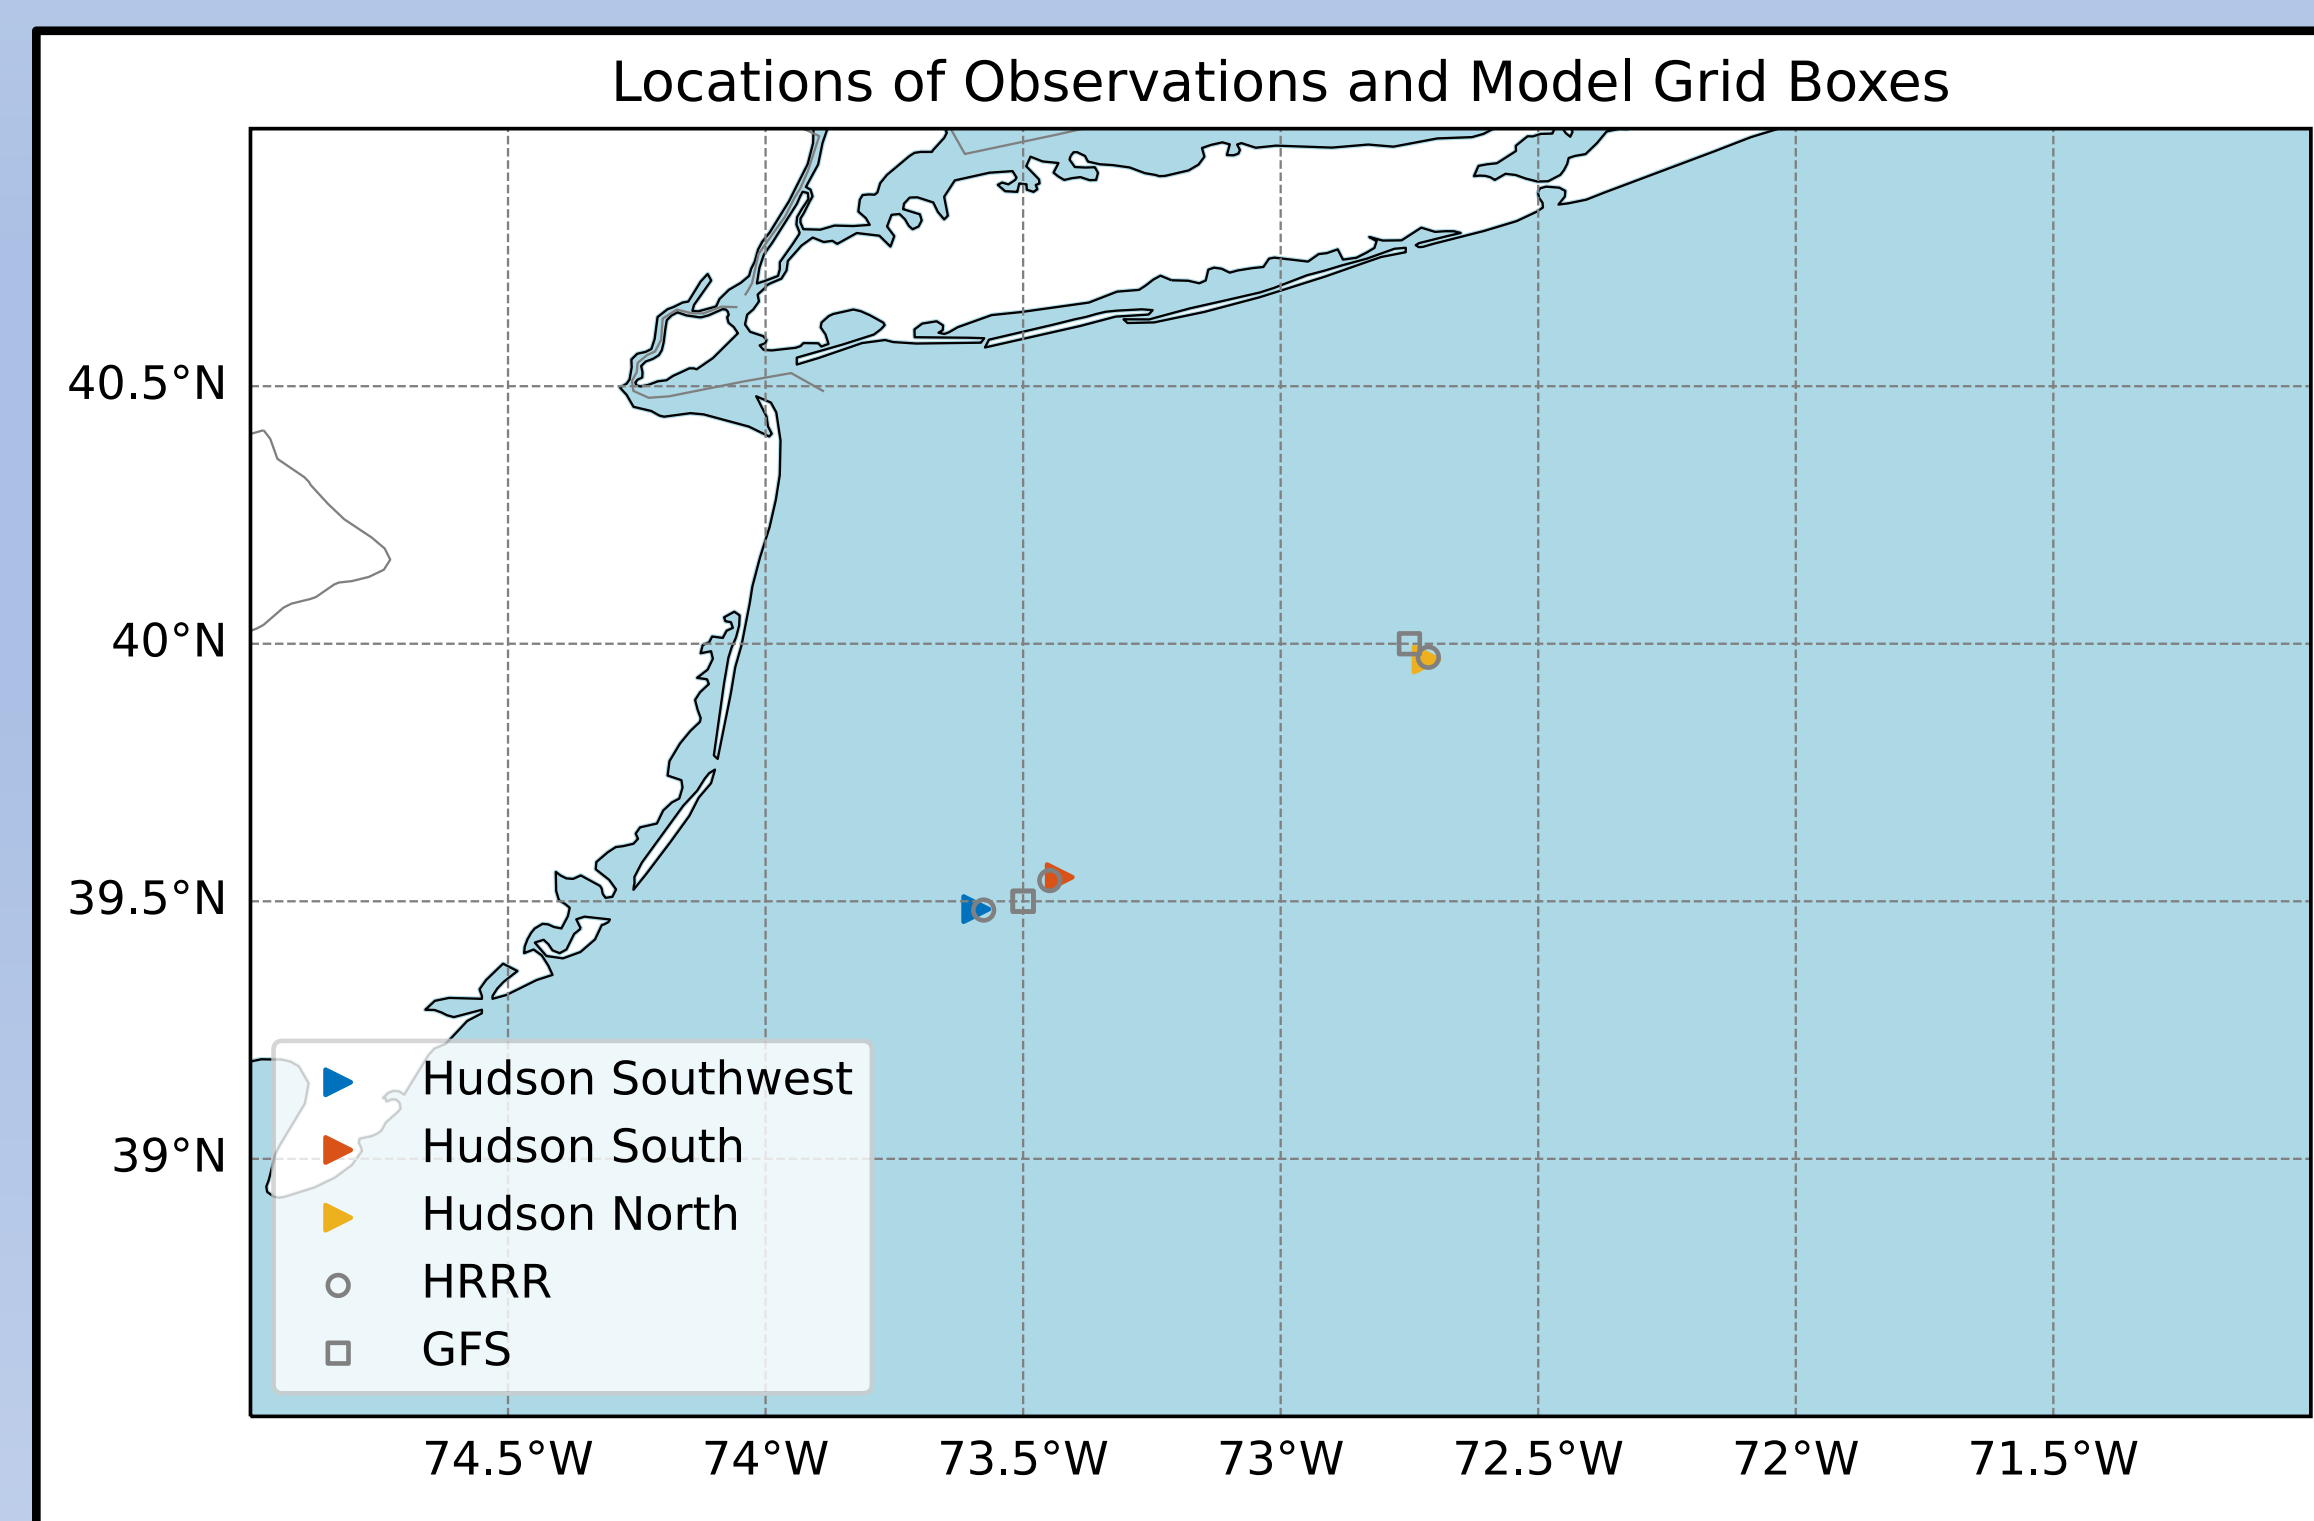 Locations of Observations and Model Grid Boxes
40.5°N
40°N
39.5°N
39°N
Hudson Southwest
Hudson South
Hudson North
HRRR
GFS
74.5°W 74°W 73.5°W 73°W 72.5°W 72°W 71.5°W